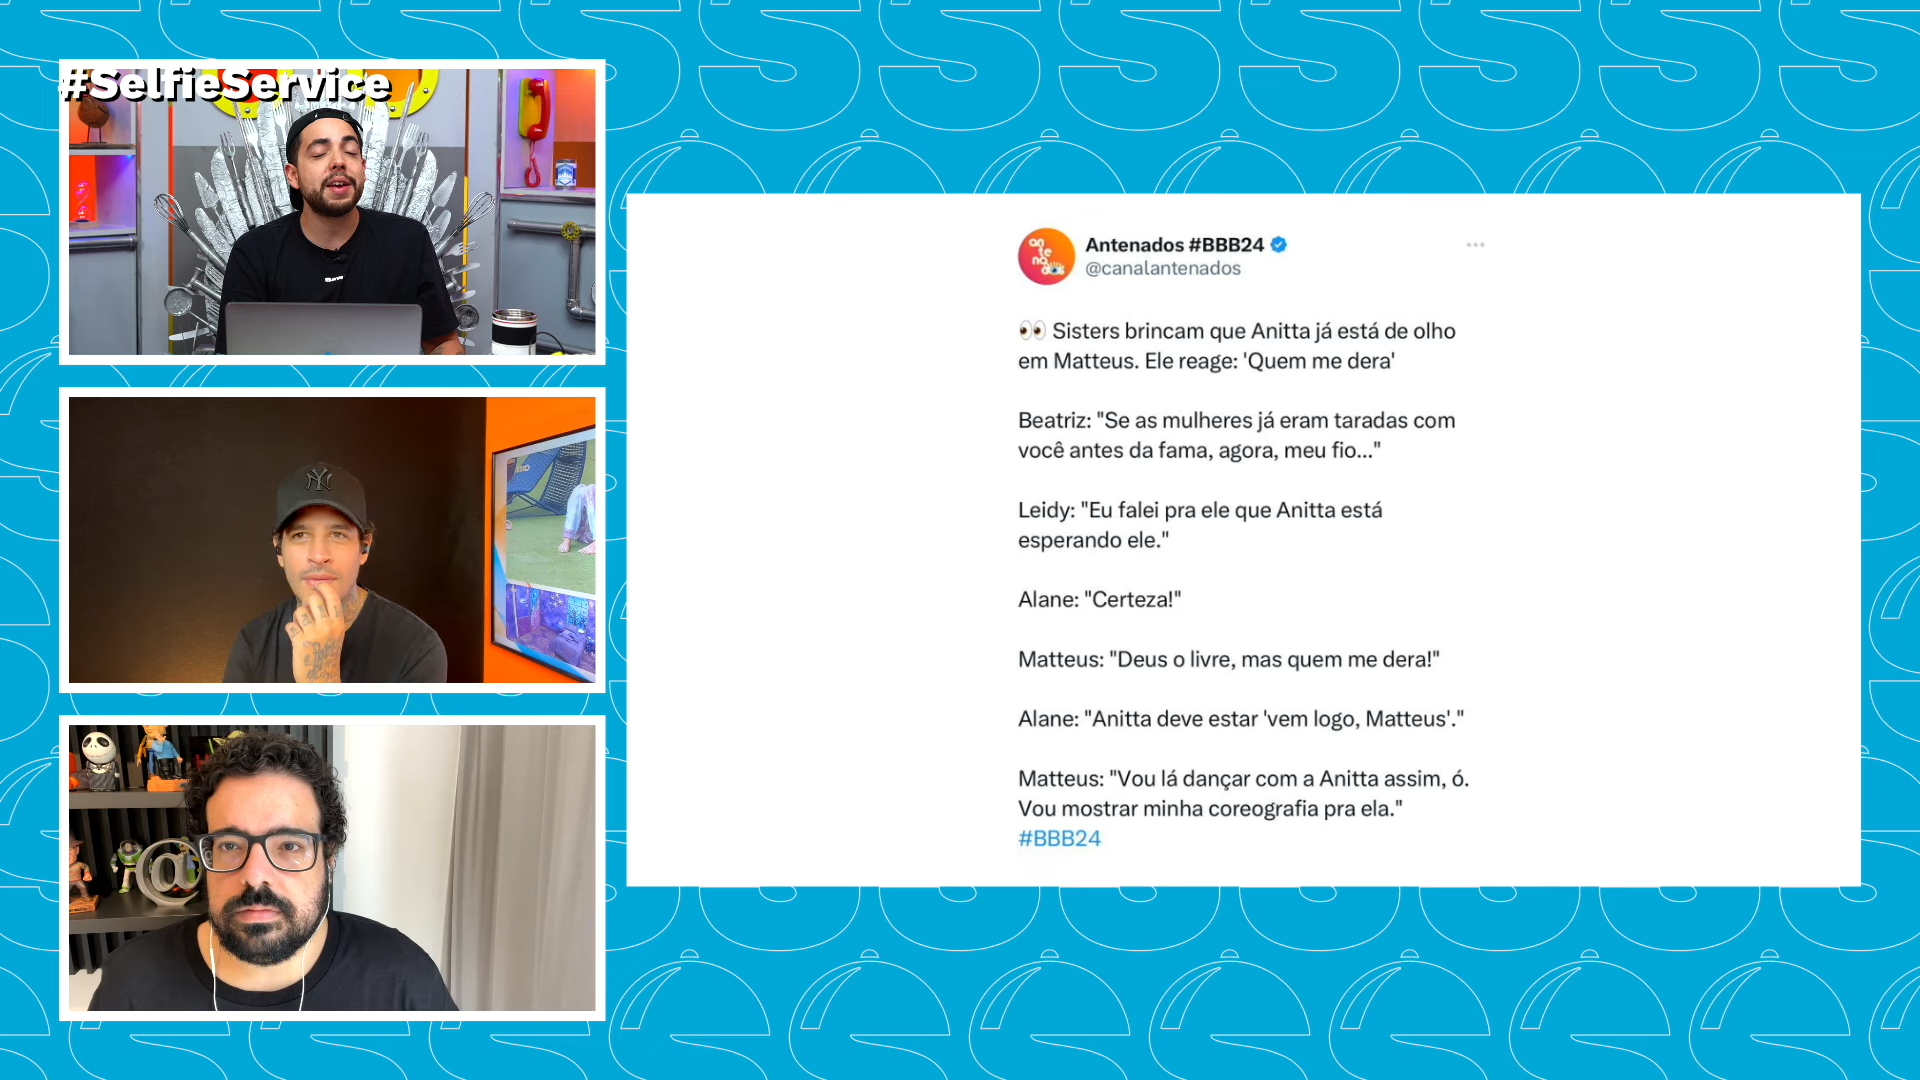 #SelfieService
Antenados #BBB24
@canalantenados
👀 Sisters brincam que Anitta já está de olho
em Matteus. Ele reage: 'Quem me dera'
Beatriz: "Se as mulheres já eram taradas com
você antes da fama, agora, meu fio..."
Leidy: "Eu falei pra ele que Anitta está
esperando ele."
Alane: "Certeza!"
Matteus: "Deus o livre, mas quem me dera!"
Alane: "Anitta deve estar 'vem logo, Matteus'."
Matteus: "Vou lá dançar com a Anitta assim, ó.
Vou mostrar minha coreografia pra ela."
#BBB24
NY
@